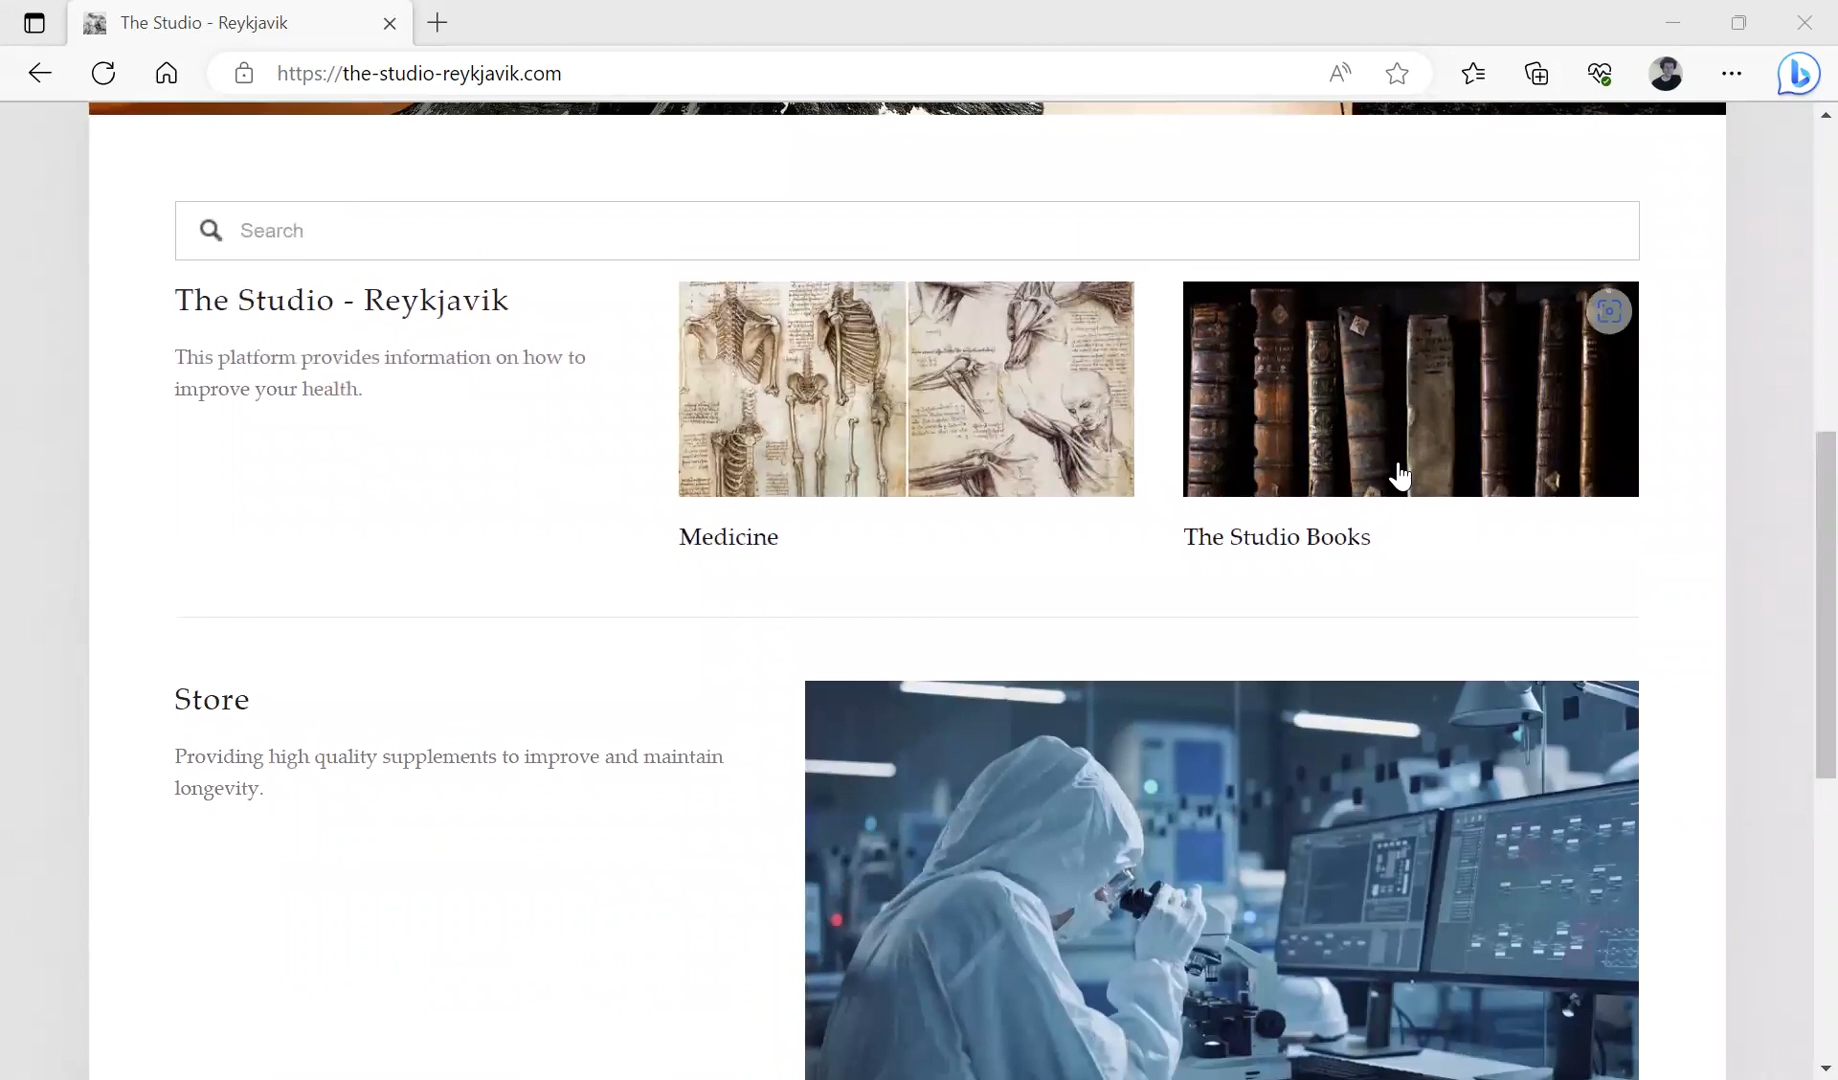 The Studio - Reykjavik
https://the-studio-reykjavik.com
Search
The Studio - Reykjavik
This platform provides information on how to
improve your health.
Medicine
The Studio Books
Store
Providing high quality supplements to improve and maintain
longevity.